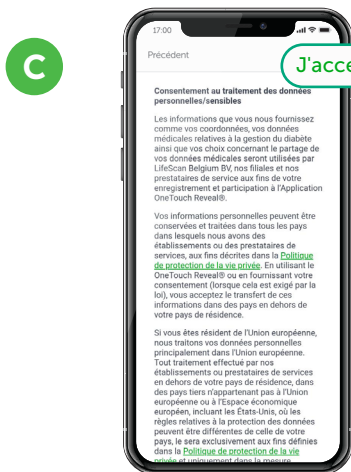 C
17:00
Précédent
J'acce
Consentement au traitement des données
personnelles/sensibles
Les informations que vous nous fournissez
comme vos coordonnées, vos données
médicales relatives à la gestion du diabète
ainsi que vos choix concernant le partage de
vos données médicales seront utilisées par
LifeScan Belgium BV, nos filiales et nos
prestataires de service aux fins de votre
enregistrement et participation à l'Application
OneTouch Reveal®.
Vos informations personnelles peuvent être
conservées et traitées dans tous les pays
dans lesquels nous avons des
établissements ou des prestataires de
services, aux fins décrites dans la Politique
de protection de la vie privée. En utilisant le
OneTouch Reveal® ou en fournissant votre
consentement (lorsque cela est exigé par la
loi), vous acceptez le transfert de ces
informations dans des pays en dehors de
votre pays de résidence.
Si vous êtes résident de l'Union européenne,
nous traitons vos données personnelles
principalement dans l'Union européenne.
Tout traitement effectué par nos
établissements ou prestataires de services
en dehors de votre pays de résidence, dans
des pays tiers n'appartenant pas à l'Union
européenne ou à l'Espace économique
européen, incluant les États-Unis, où les
règles relatives à la protection des données
peuvent être différentes de celle de votre
pays, le sera exclusivement aux fins définies
dans la Politique de protection de la vie
privée et uniquement dans la mesure